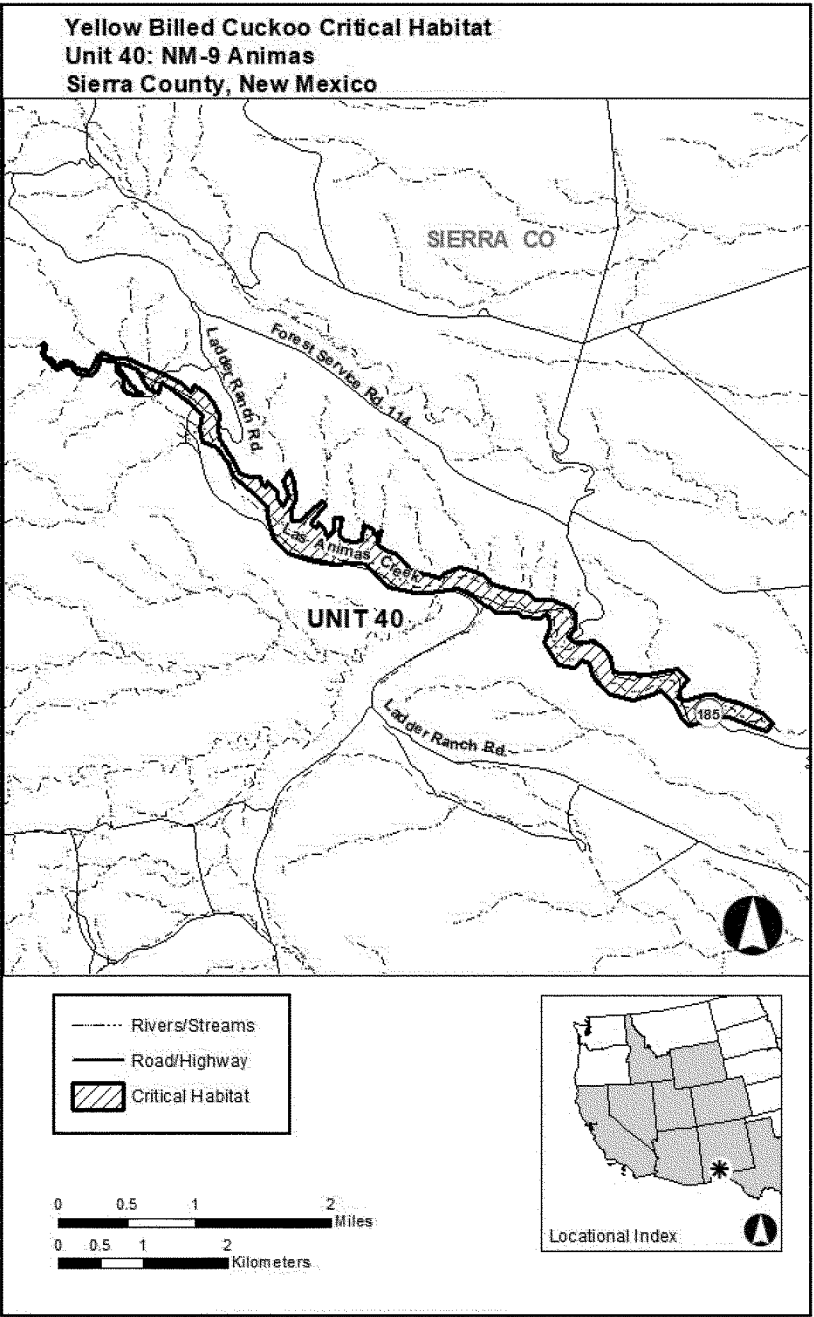 Yellow Billed Cuckoo Critical Habitat
Unit 40: NM-9 Animas
Sierra County, New Mexico
SIERRA CO
Forest Service Rd. 114
Ladder Ranch Rd.
Las Animas Creek
UNIT 40
185
Ladder Ranch Rd.
Rivers/Streams
Road/Highway
Critical Habitat
0 0.5 1 2 Miles
0 0.5 1 2 Kilometers
Locational Index